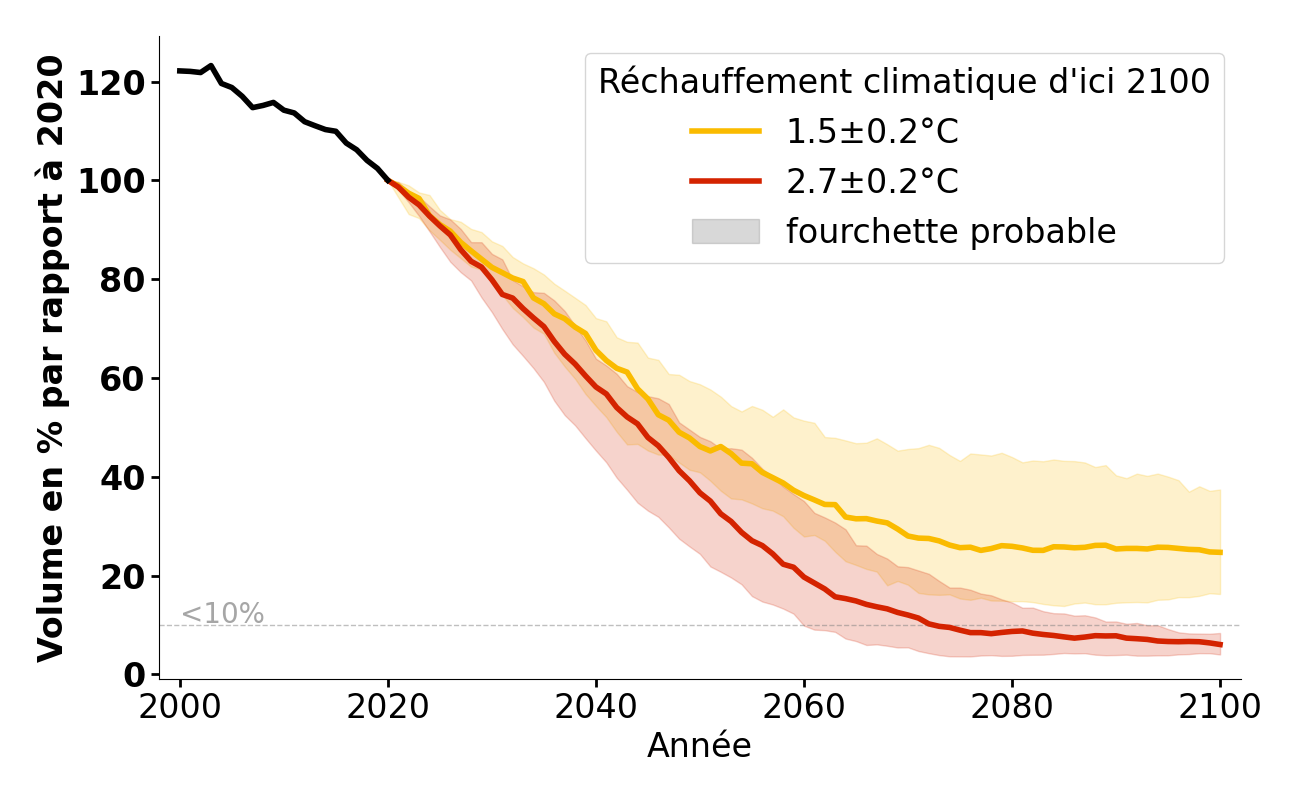 Volume en % par rapport à 2020
120
100
80
60
40
20
0
Réchauffement climatique d'ici 2100
1.5±0.2°C
2.7±0.2°C
fourchette probable
<10%
2000 2020 2040 2060 2080 2100
Année